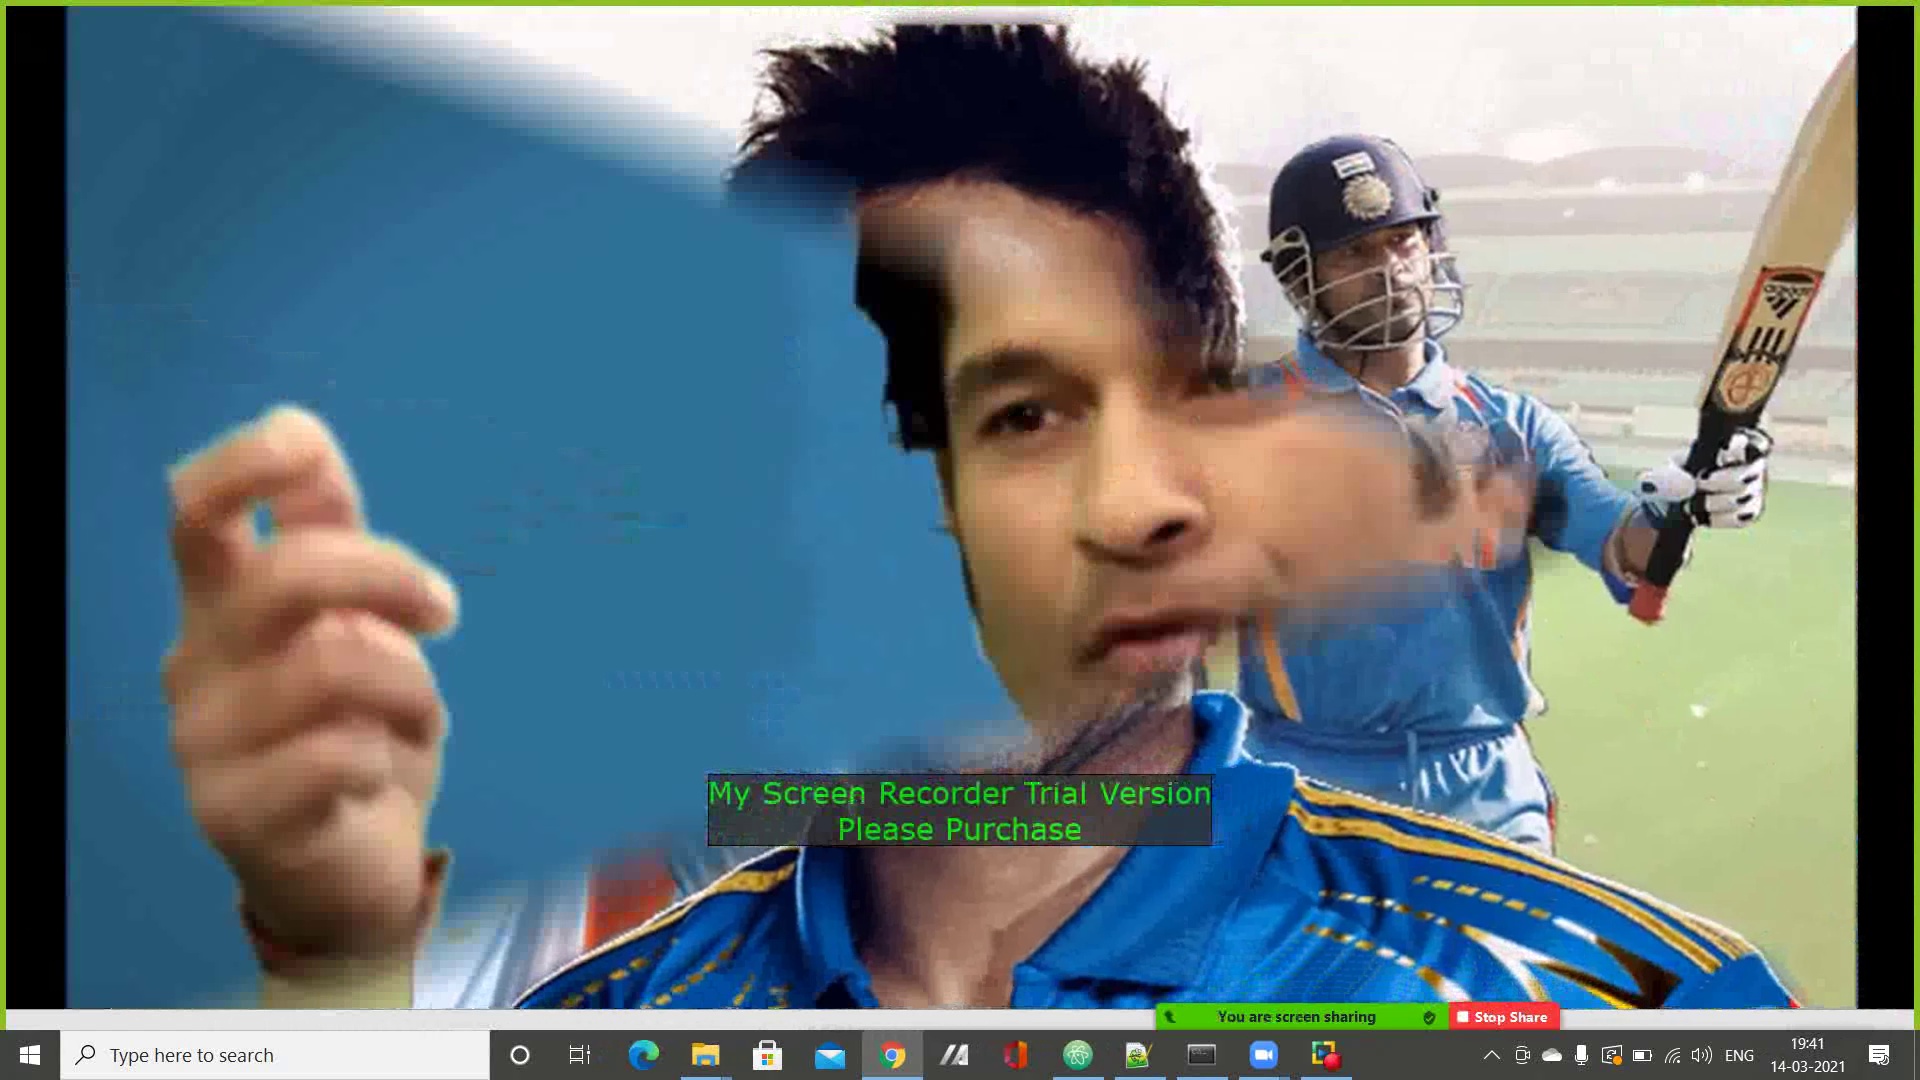 My Screen Recorder Trial Version
Please Purchase
You are screen sharing
Stop Share
Type here to search
ENG
19:41
14-03-2021